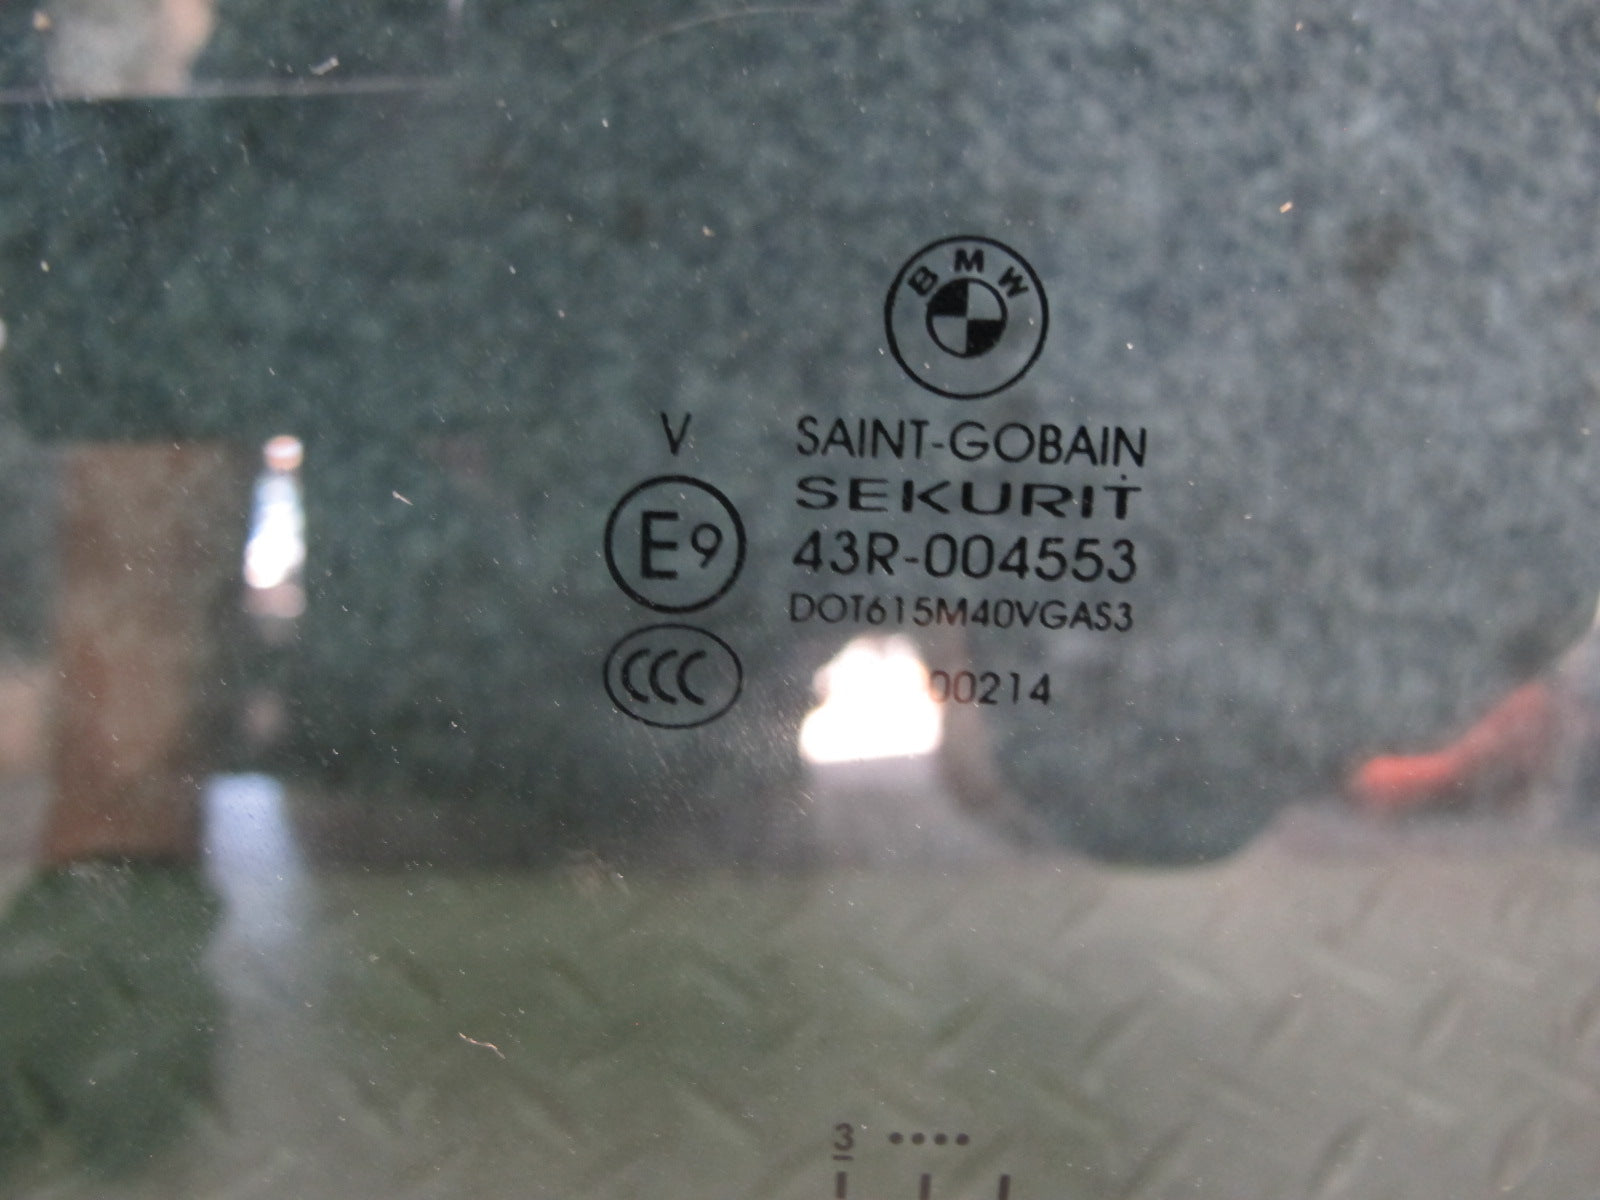 BMW
V SAINT-GOBAIN
SEKURIT
E9 43R-004553
DOT615M40VGAS3
CCC 00214
3 ....